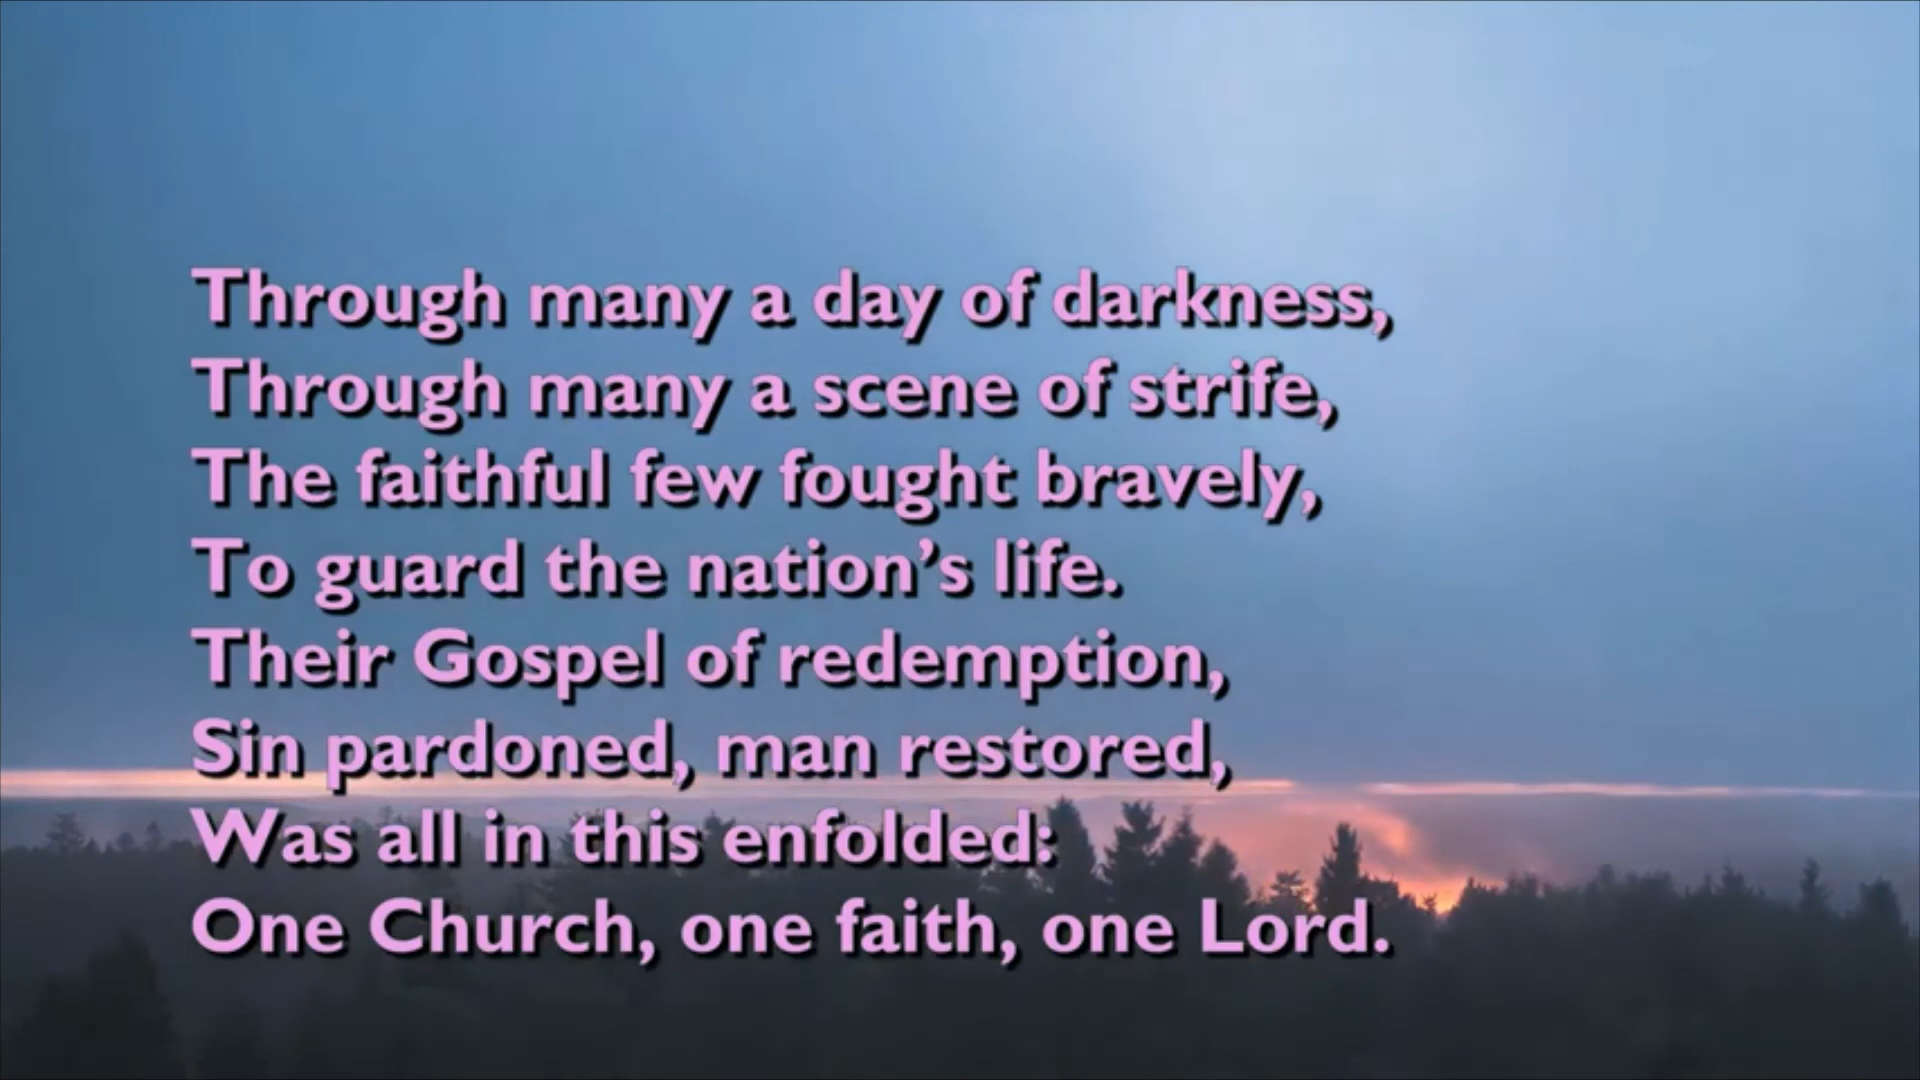 Through many a day of darkness,
Through many a scene of strife,
The faithful few fought bravely,
To guard the nation’s life.
Their Gospel of redemption,
Sin pardoned, man restored,
Was all in this enfolded:
One Church, one faith, one Lord.